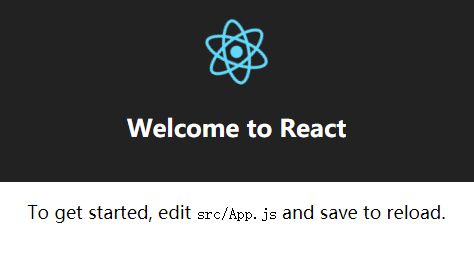 Welcome to React
To get started, edit src/App.js and save to reload.